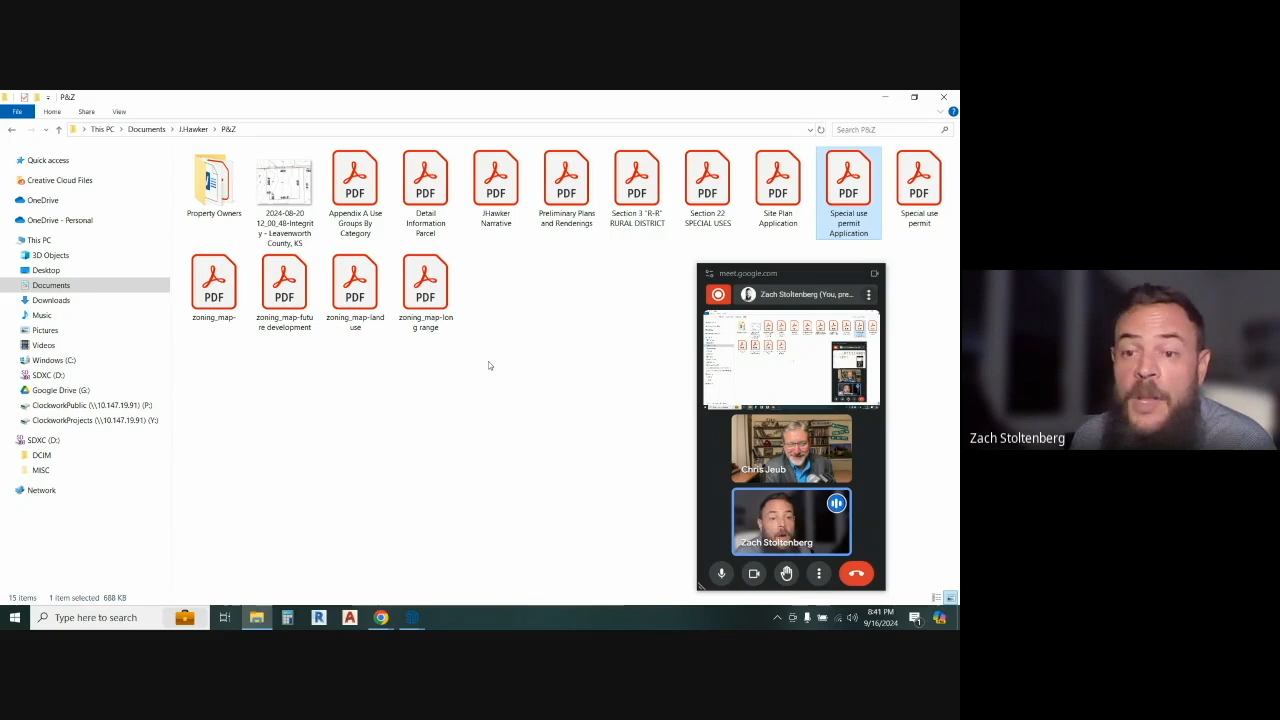 P&Z
File
Home
Share
View
This PC
Documents
J.Hawker
P&Z
Search P&Z
Quick access
Creative Cloud Files
OneDrive
OneDrive - Personal
This PC
3D Objects
Desktop
Documents
Downloads
Music
Pictures
Videos
Windows (C:)
SDXC (D:)
Google Drive (G:)
ClockworkPublic (\\10.147.19.91) (P:)
ClockworkProjects (\\10.147.19.91) (Y:)
SDXC (D:)
DCIM
MISC
Network
PDF
PDF
PDF
PDF
PDF
PDF
PDF
PDF
PDF
Property Owners
2024-08-20
12_00_48-Integrit
y - Leavenworth
County, KS
Appendix A Use
Groups By
Category
Detail
Information
Parcel
JHawker
Narrative
Preliminary Plans
and Renderings
Section 3 "R-R"
RURAL DISTRICT
Section 22
SPECIAL USES
Site Plan
Application
Special use
permit
Application
Special use
permit
PDF
PDF
PDF
PDF
zoning_map-
zoning_map-futu
re development
zoning_map-land
use
zoning_map-lon
g range
meet.google.com
Zach Stoltenberg (You, pre...
Chris Jeub
Zach Stoltenberg
15 items
1 item selected 688 KB
Type here to search
R
A
8:41 PM
9/16/2024
1
Zach Stoltenberg